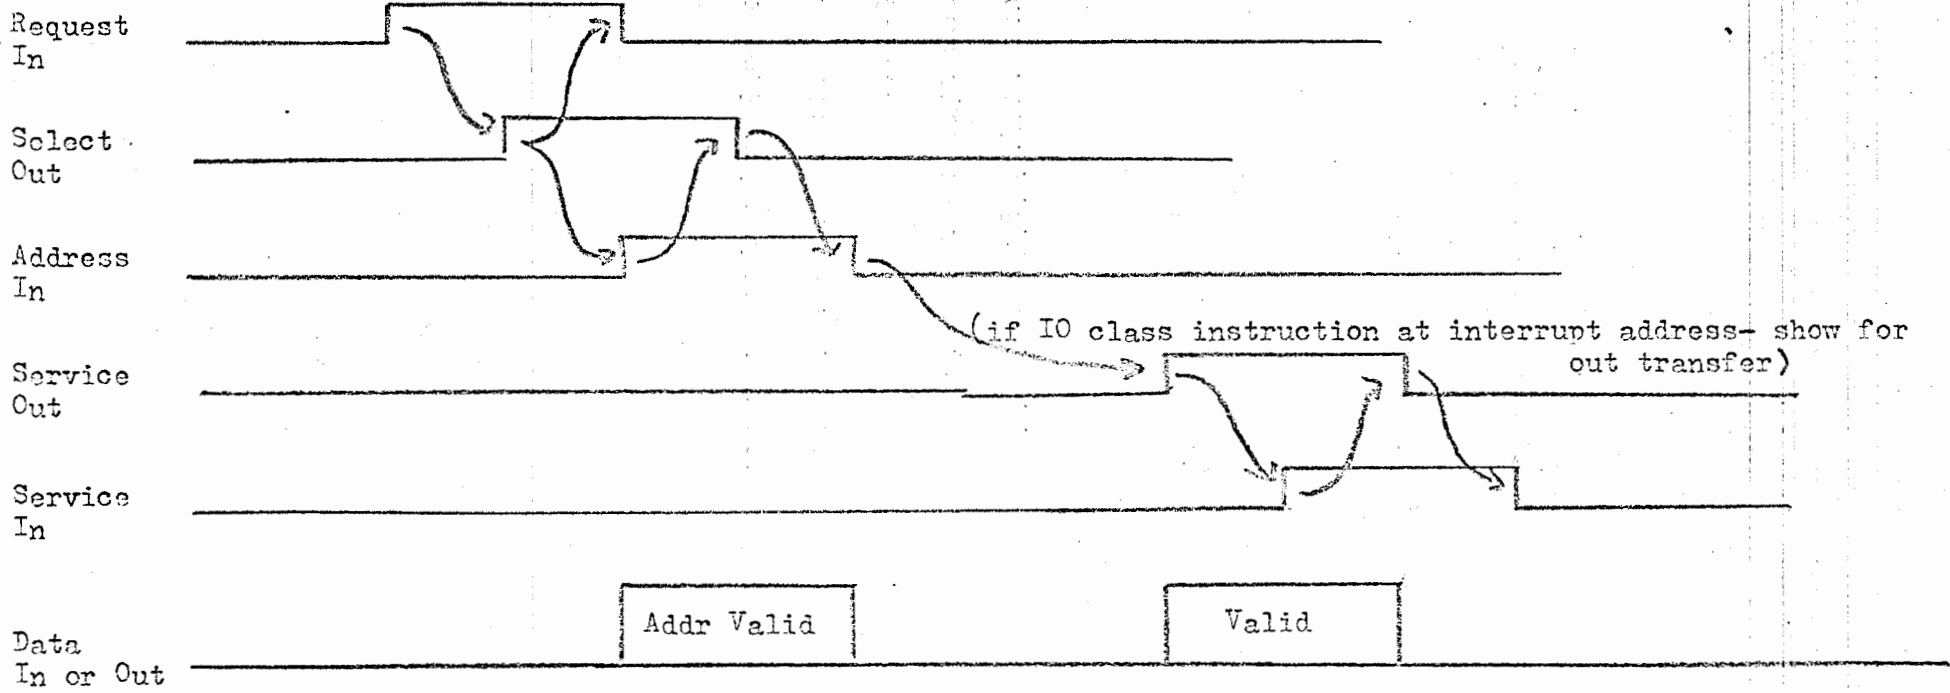 Request
In
Select
Out
Address
In
(if IO class instruction at interrupt address- show for
out transfer)
Service
Out
Service
In
Addr Valid
Valid
Data
In or Out